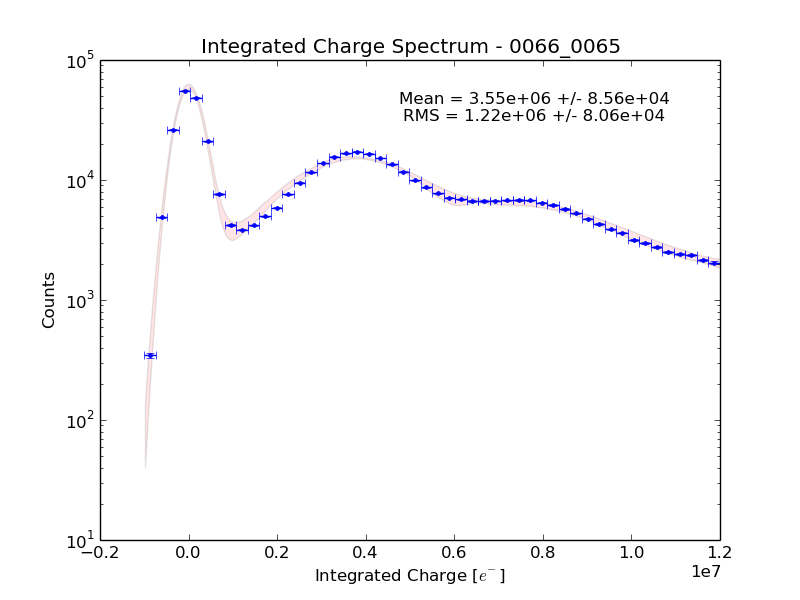 Integrated Charge Spectrum - 0066_0065
Mean = 3.55e+06 +/- 8.56e+04
RMS = 1.22e+06 +/- 8.06e+04
Counts
10^5
10^4
10^3
10^2
10^1
−0.2 0.0 0.2 0.4 0.6 0.8 1.0 1.2
1e7
Integrated Charge [e^−]